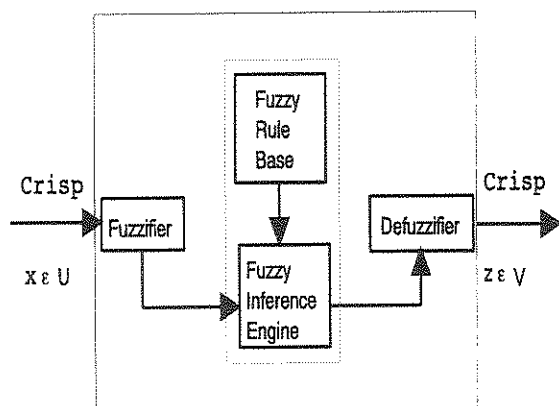 Fuzzy
Rule
Base
Crisp
Crisp
Fuzzifier
Defuzzifier
x ε U
z ε V
Fuzzy
Inference
Engine